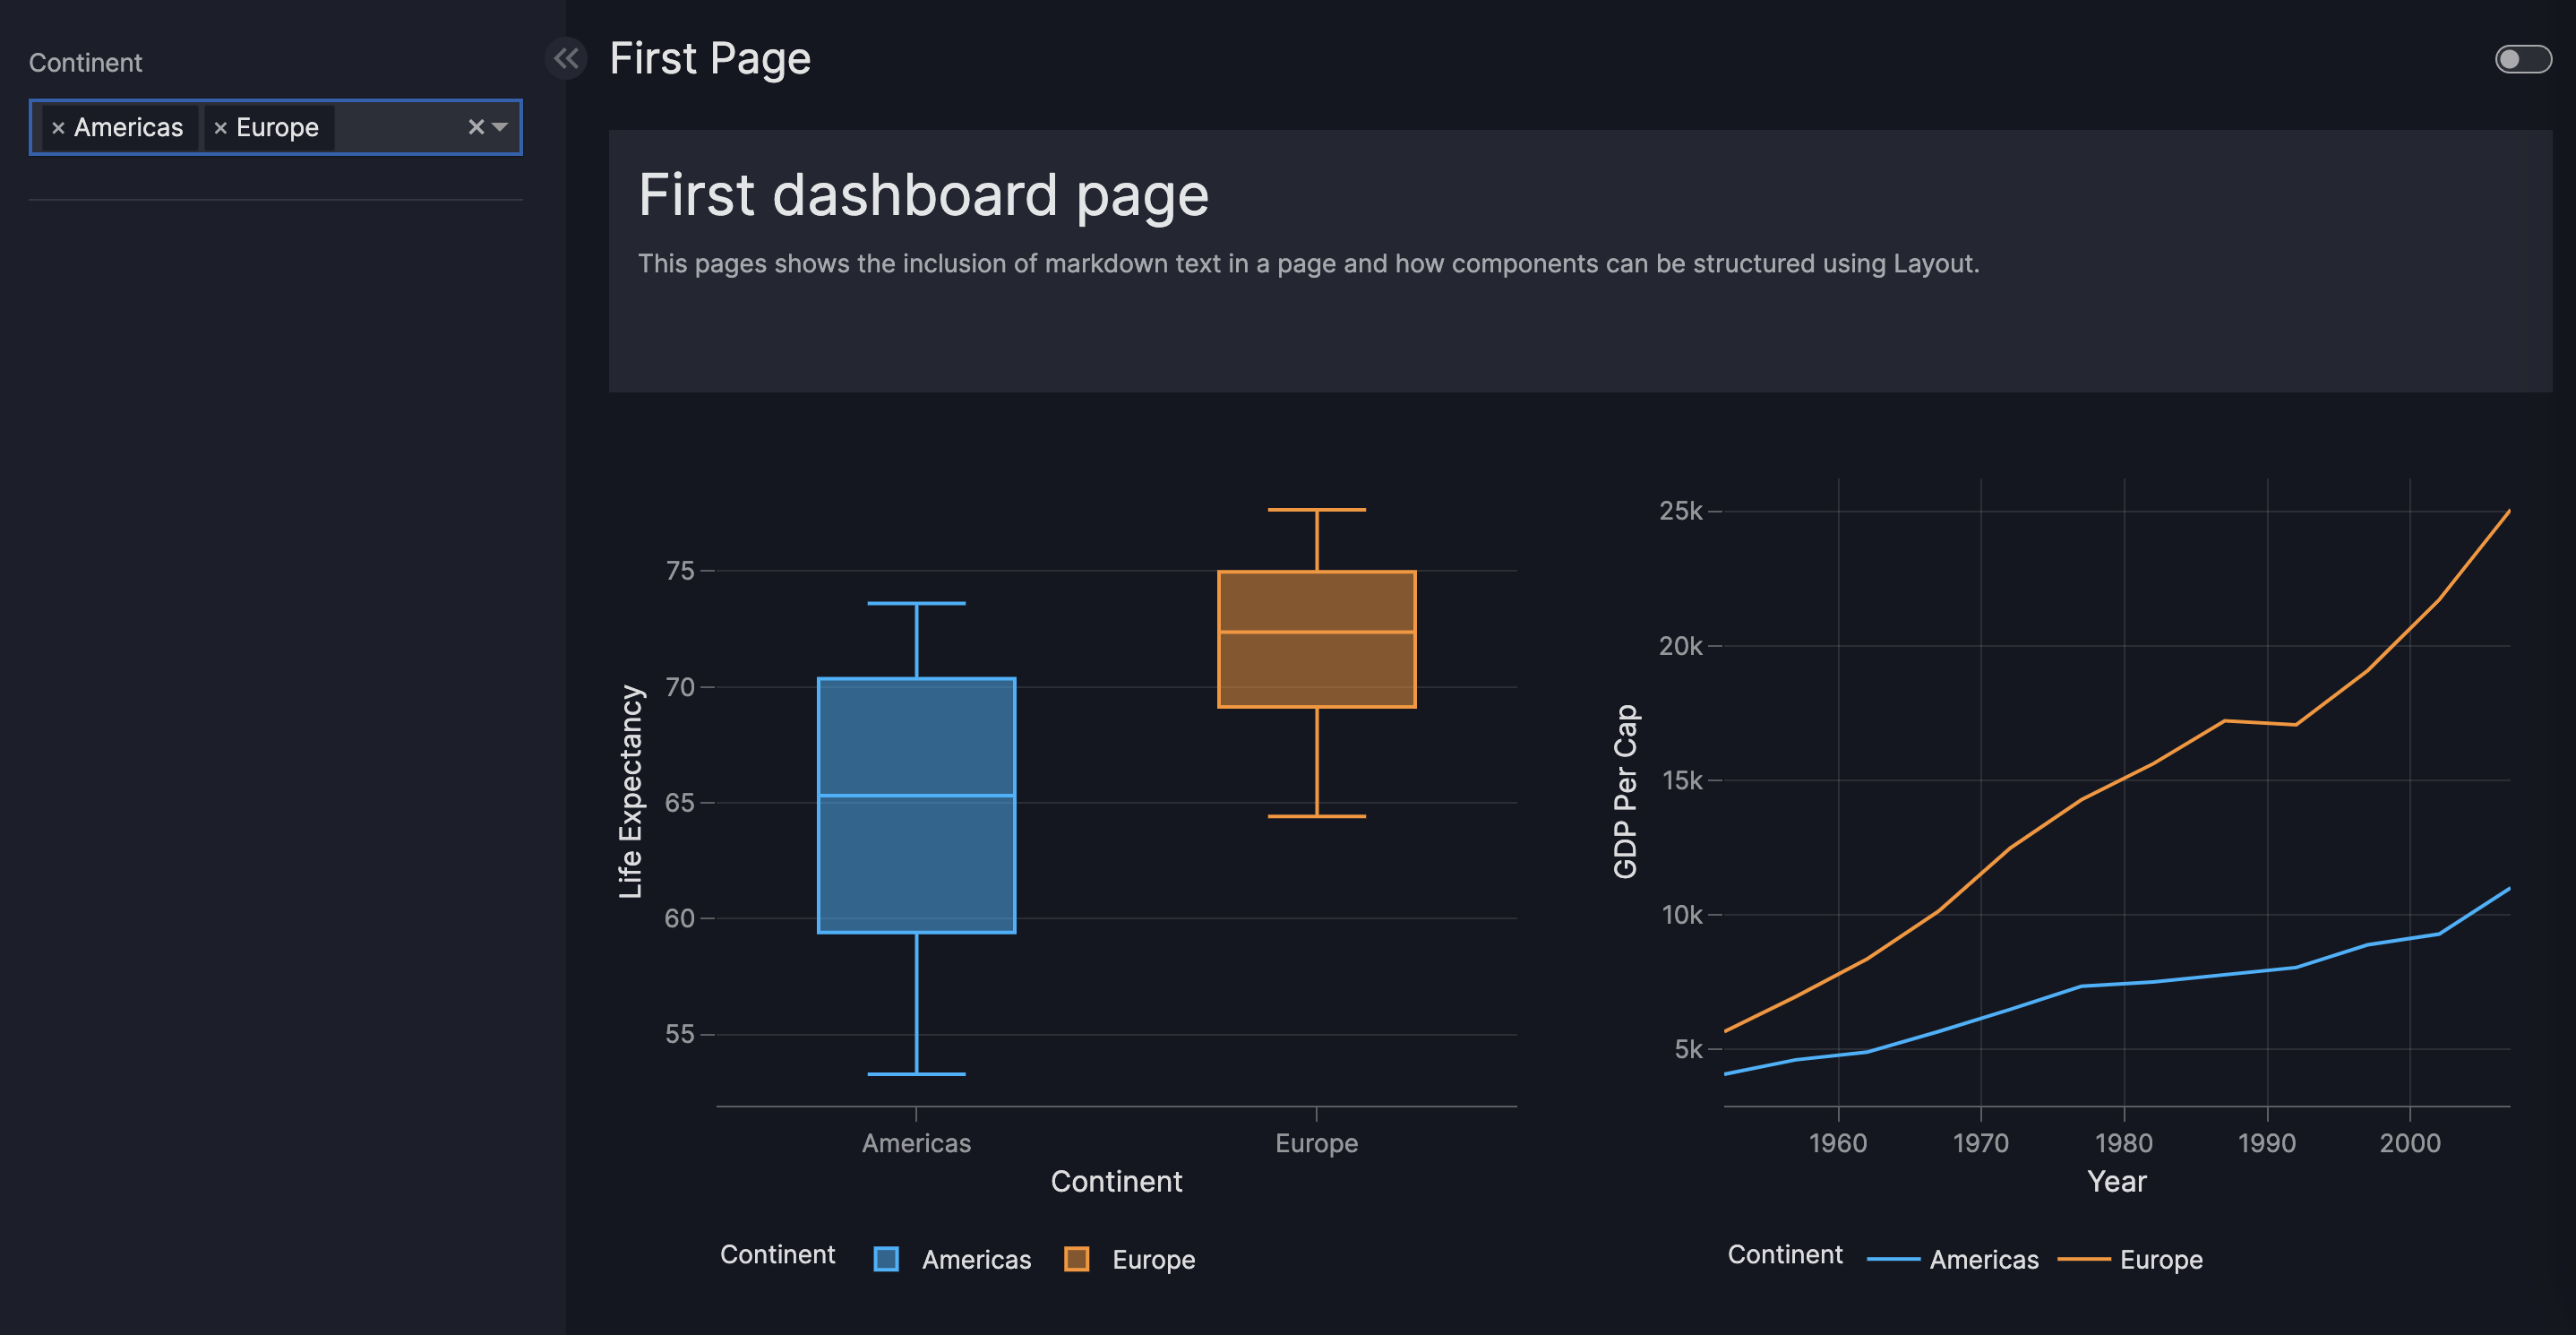 Continent
× Americas × Europe ×
First Page
First dashboard page
This pages shows the inclusion of markdown text in a page and how components can be structured using Layout.
Life Expectancy
75
70
65
60
55
Americas Europe
Continent
Continent Americas Europe
GDP Per Cap
25k
20k
15k
10k
5k
1960 1970 1980 1990 2000
Year
Continent Americas Europe